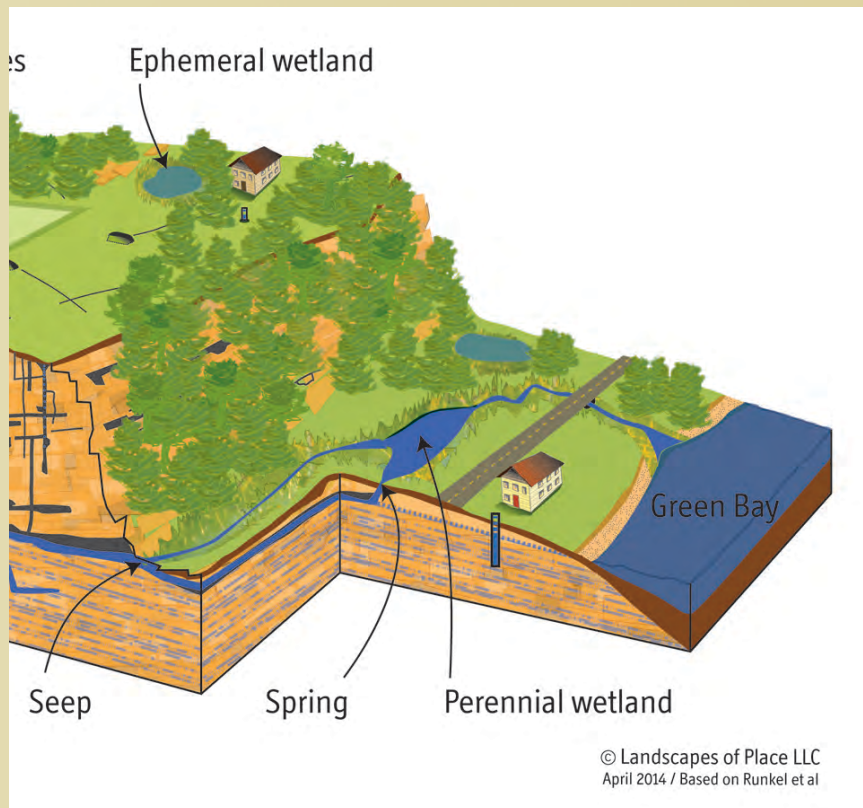 es
Ephemeral wetland
Green Bay
Seep
Spring
Perennial wetland
© Landscapes of Place LLC
April 2014 / Based on Runkel et al